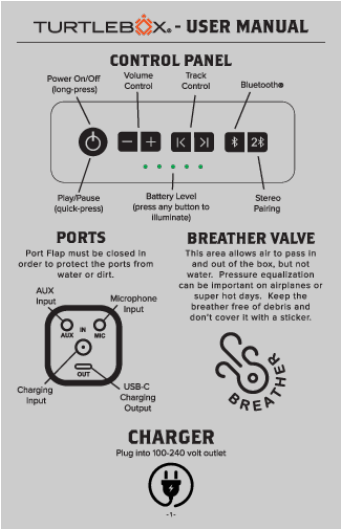 TURTLEBOX® - USER MANUAL
CONTROL PANEL
Power On/Off
(long-press)
Volume
Control
Track
Control
Bluetooth®
2
Play/Pause
(quick-press)
Battery Level
(press any button to
illuminate)
Stereo
Pairing
PORTS
Port Flap must be closed in
order to protect the ports from
water or dirt.
AUX
Input
Microphone
Input
IN
AUX
MIC
OUT
Charging
Input
USB-C
Charging
Output
BREATHER VALVE
This area allows air to pass in
and out of the box, but not
water. Pressure equalization
can be important on airplanes or
super hot days. Keep the
breather free of debris and
don't cover it with a sticker.
BREATHER
CHARGER
Plug into 100-240 volt outlet
-1-